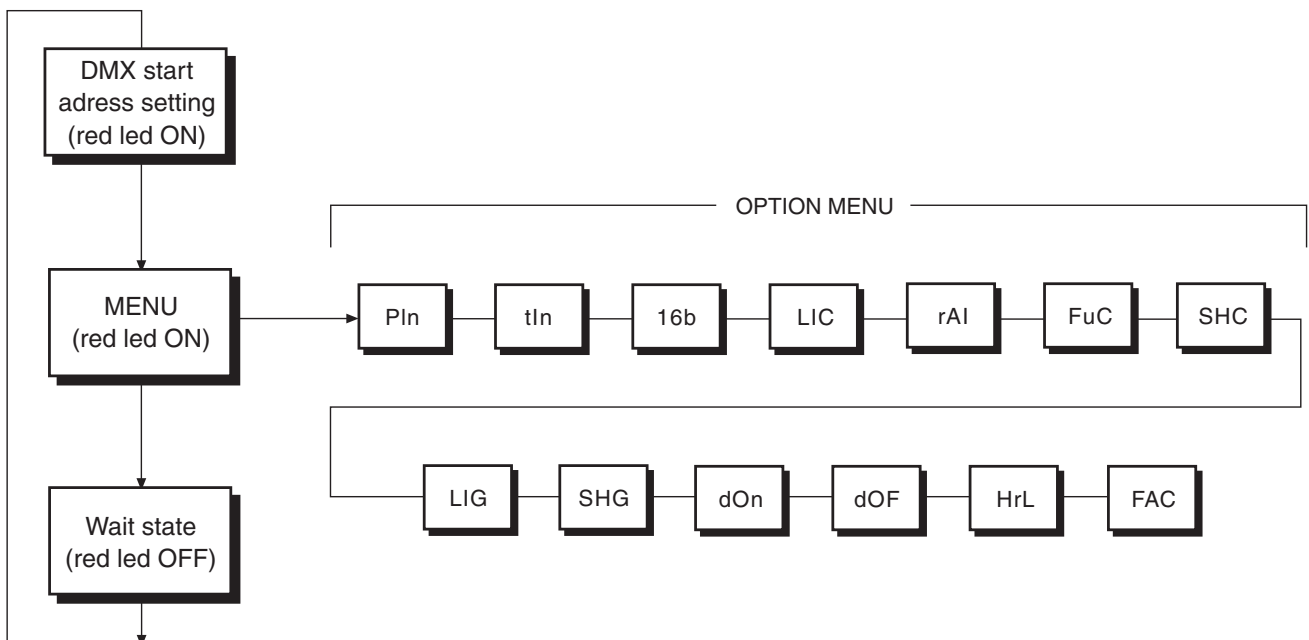 DMX start
adress setting
(red led ON)
OPTION MENU
MENU
(red led ON)
PIn
tIn
16b
LIC
rAI
FuC
SHC
LIG
SHG
dOn
dOF
HrL
FAC
Wait state
(red led OFF)